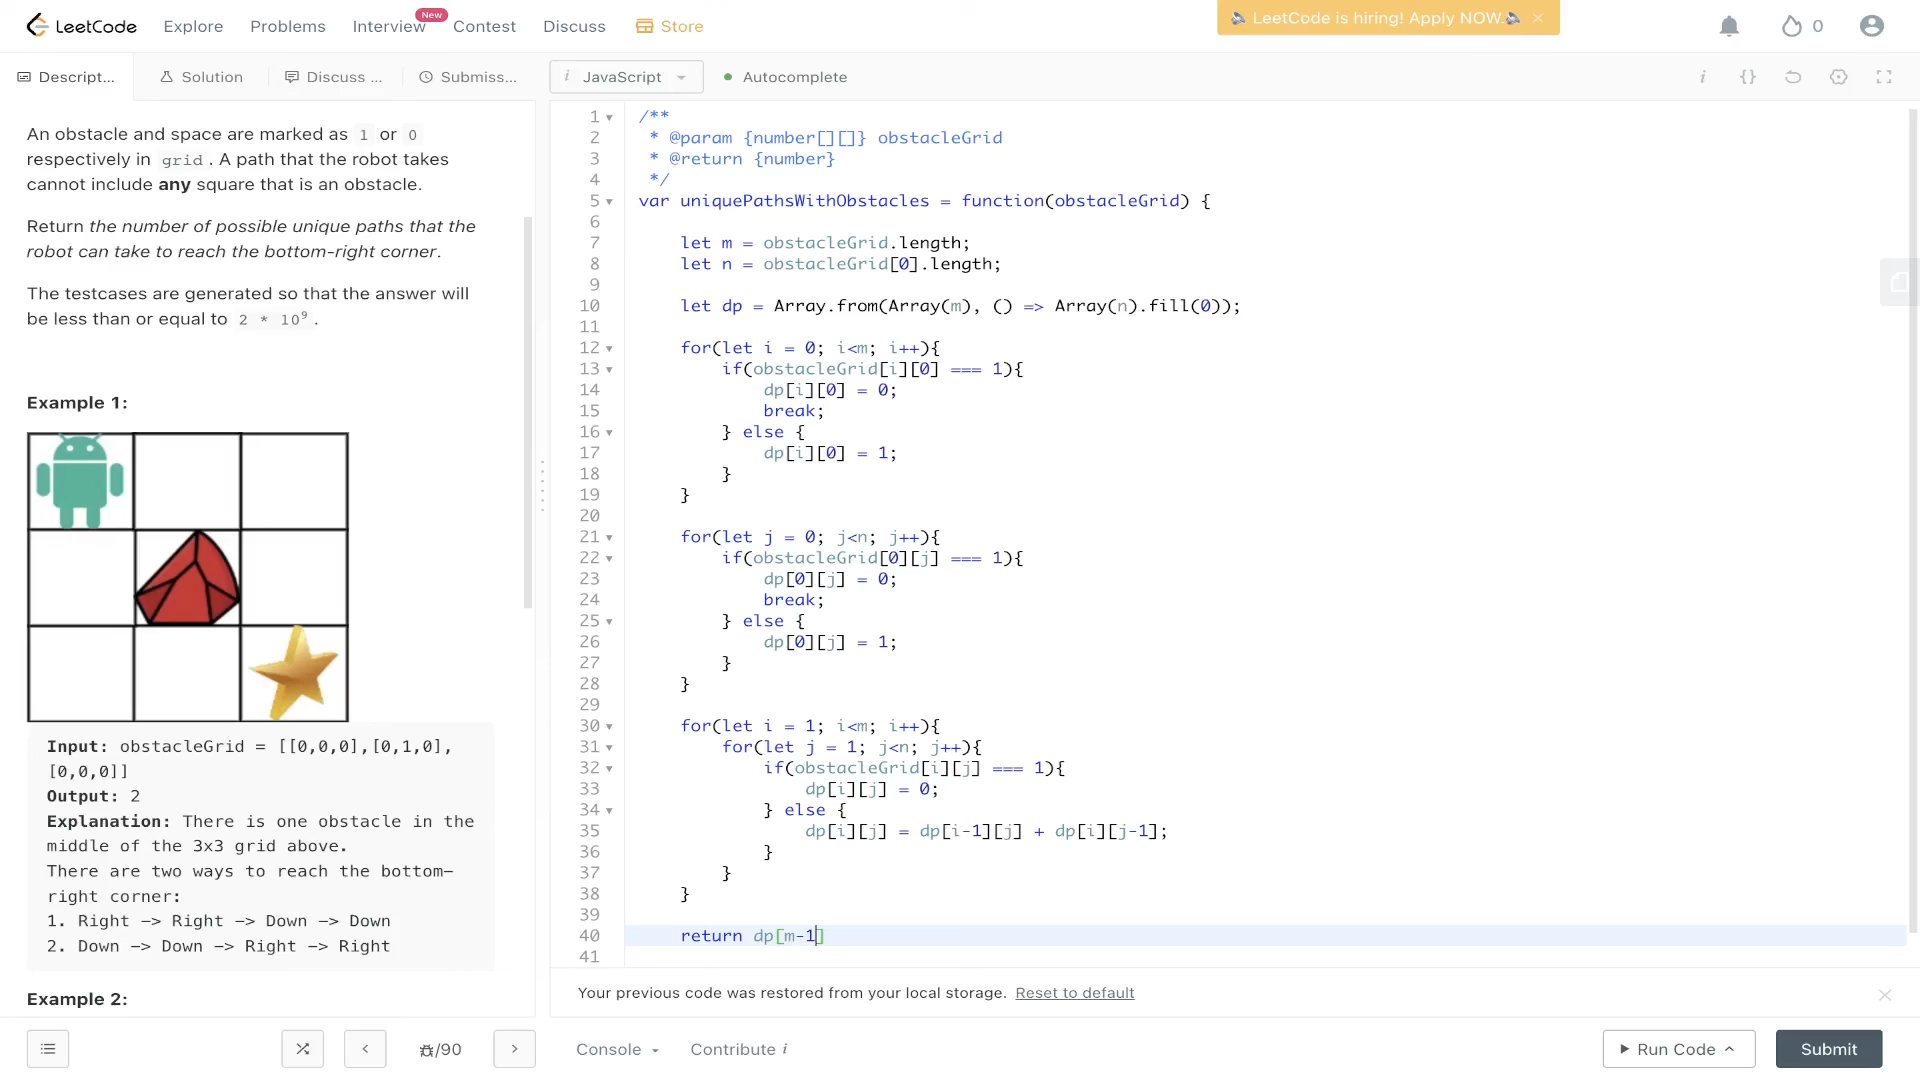 LeetCode
Explore
Problems
Interview
New
Contest
Discuss
Store
LeetCode is hiring! Apply NOW.
0
Descript...
Solution
Discuss ...
Submiss...
i JavaScript
Autocomplete
i {}
An obstacle and space are marked as 1 or 0
respectively in grid. A path that the robot takes
cannot include any square that is an obstacle.
Return the number of possible unique paths that the
robot can take to reach the bottom-right corner.
The testcases are generated so that the answer will
be less than or equal to 2 * 10⁹.
Example 1:
Input: obstacleGrid = [[0,0,0],[0,1,0],
[0,0,0]]
Output: 2
Explanation: There is one obstacle in the
middle of the 3x3 grid above.
There are two ways to reach the bottom-
right corner:
1. Right -> Right -> Down -> Down
2. Down -> Down -> Right -> Right
Example 2:
1 /**
2  * @param {number[][]} obstacleGrid
3  * @return {number}
4  */
5 var uniquePathsWithObstacles = function(obstacleGrid) {
6
7     let m = obstacleGrid.length;
8     let n = obstacleGrid[0].length;
9
10     let dp = Array.from(Array(m), () => Array(n).fill(0));
11
12     for(let i = 0; i<m; i++){
13         if(obstacleGrid[i][0] === 1){
14             dp[i][0] = 0;
15             break;
16         } else {
17             dp[i][0] = 1;
18         }
19     }
20
21     for(let j = 0; j<n; j++){
22         if(obstacleGrid[0][j] === 1){
23             dp[0][j] = 0;
24             break;
25         } else {
26             dp[0][j] = 1;
27         }
28     }
29
30     for(let i = 1; i<m; i++){
31         for(let j = 1; j<n; j++){
32             if(obstacleGrid[i][j] === 1){
33                 dp[i][j] = 0;
34             } else {
35                 dp[i][j] = dp[i-1][j] + dp[i][j-1];
36             }
37         }
38     }
39
40     return dp[m-1]
41
Your previous code was restored from your local storage. Reset to default
/90
Console
Contribute i
Run Code
Submit